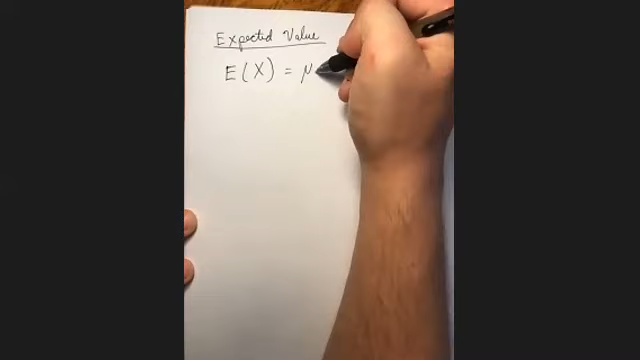 Expected Value
E(X) = μ